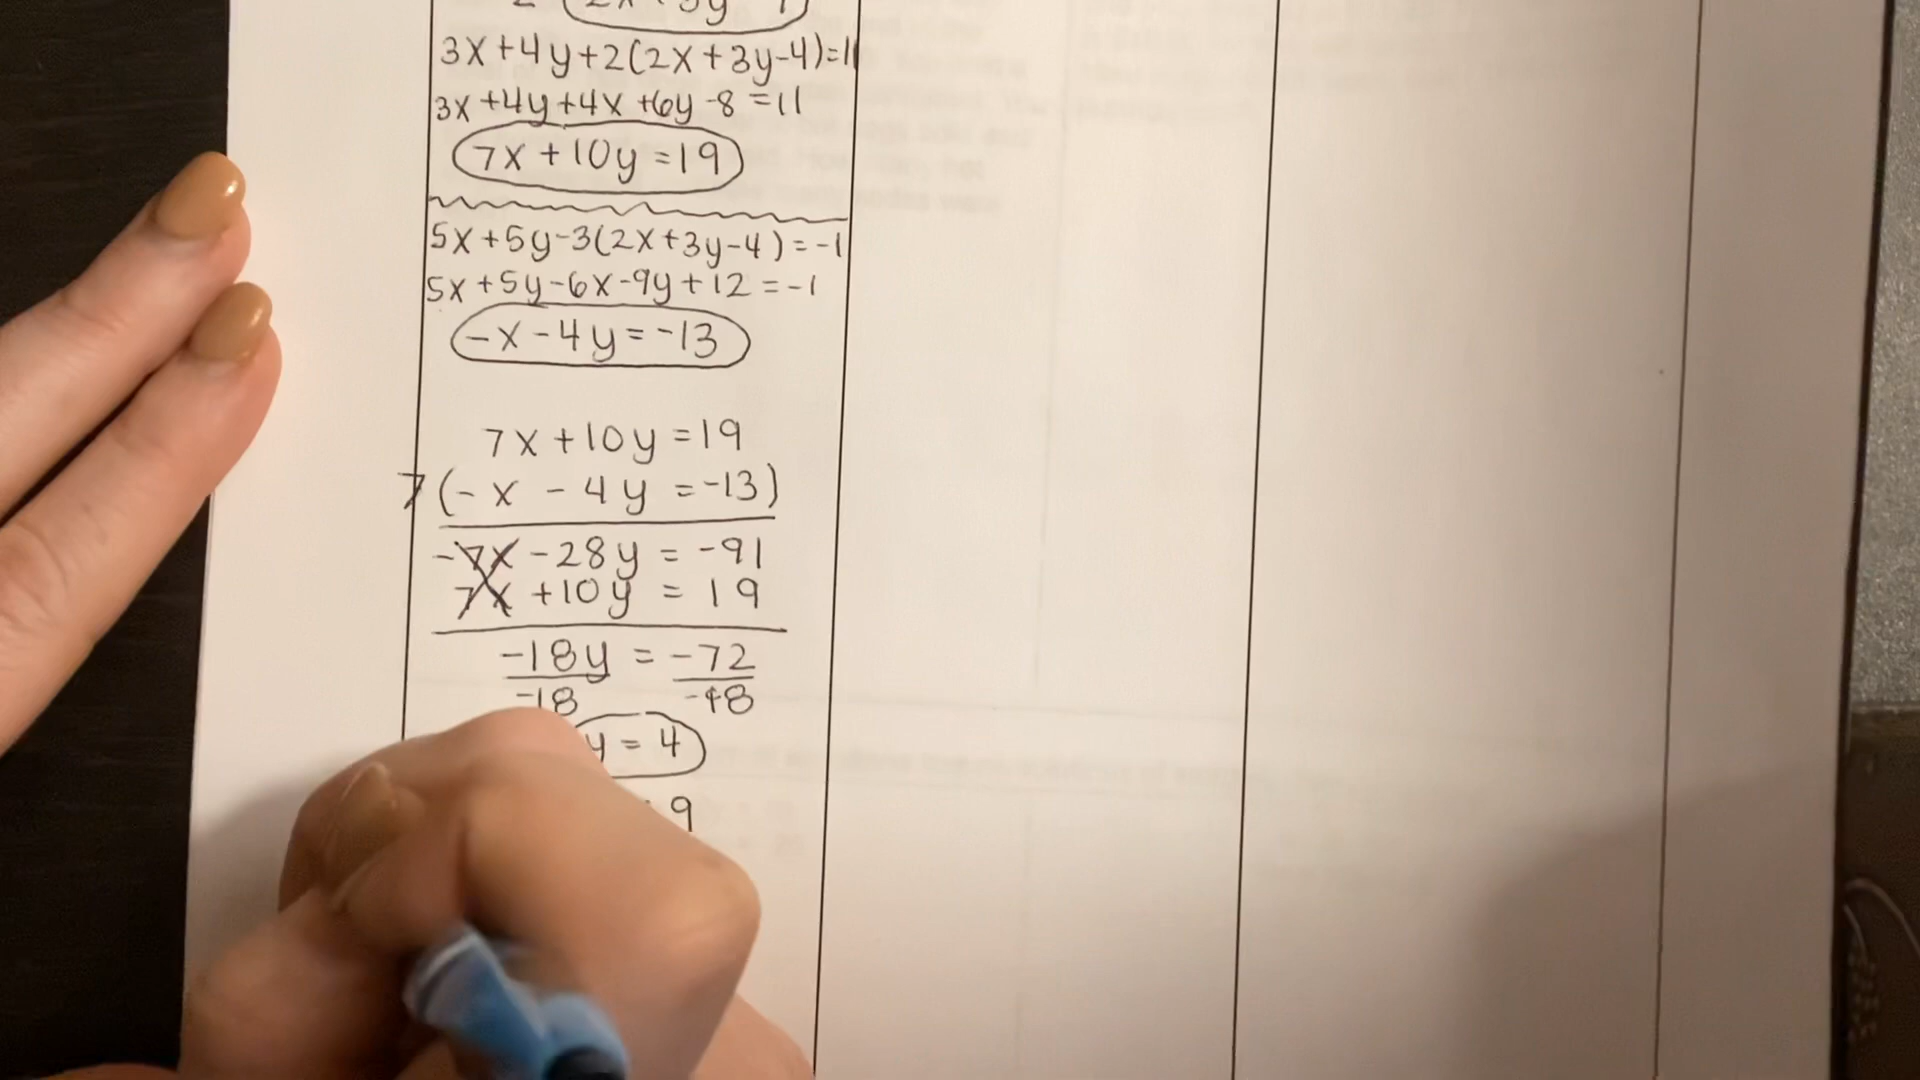 3x+4y+2(2x+3y-4)=11
3x+4y+4x+6y-8=11
7x+10y=19
5x+5y-3(2x+3y-4)=-1
5x+5y-6x-9y+12=-1
-x-4y=-13
7x+10y=19
7(-x-4y=-13)
-7x-28y=-91
7x+10y=19
-18y=-72
-18 -18
y=4
9